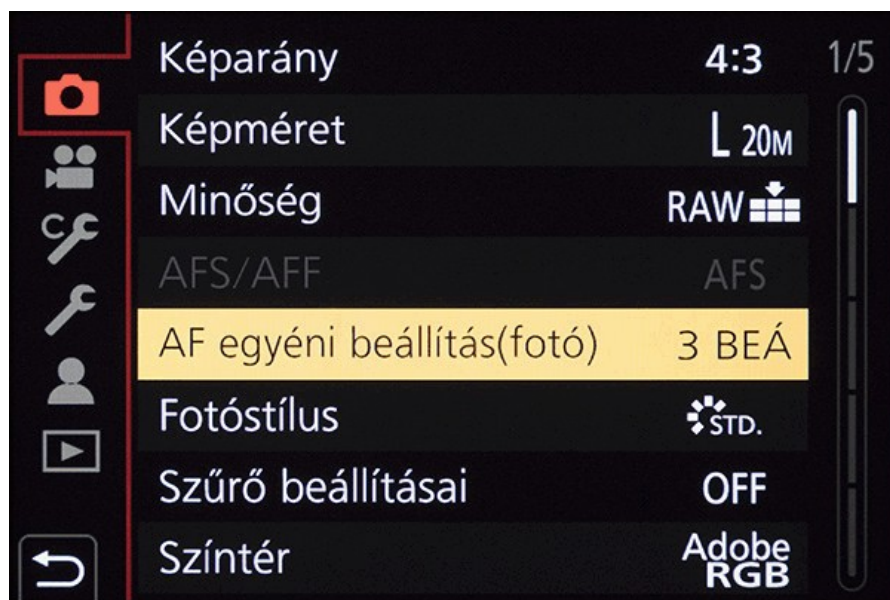 Képarány 4:3 1/5
Képméret L 20M
Minőség RAW
AFS/AFF AFS
AF egyéni beállítás(fotó) 3 BEÁ
Fotóstílus STD.
Szűrő beállításai OFF
Színtér Adobe RGB